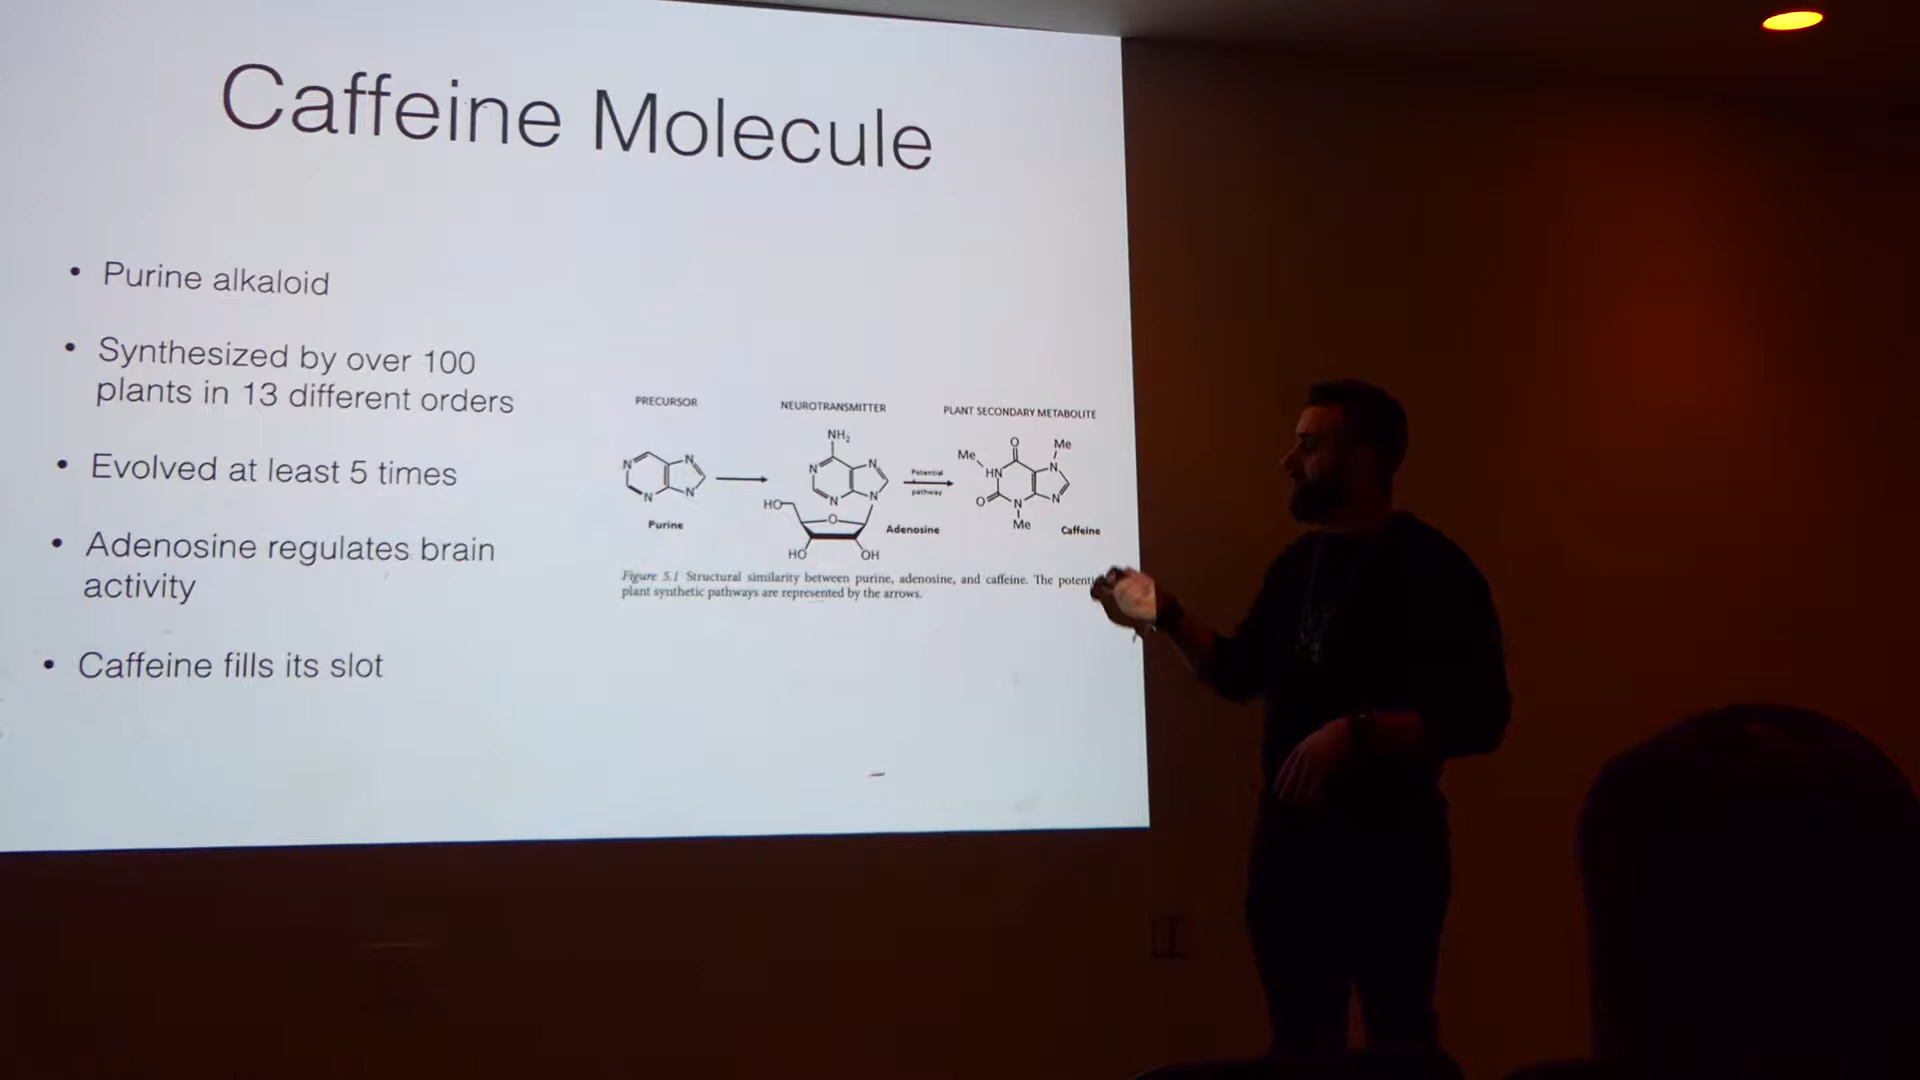 Caffeine Molecule
• Purine alkaloid
• Synthesized by over 100
plants in 13 different orders
• Evolved at least 5 times
• Adenosine regulates brain
activity
• Caffeine fills its slot
PRECURSOR
NEUROTRANSMITTER
PLANT SECONDARY METABOLITE
N
N
N
N
Purine
NH2
N
N
N
N
HO
O
HO
OH
Adenosine
Potential
pathway
Me
HN
O
Me
N
O
N
N
Me
Caffeine
Figure 5.1 Structural similarity between purine, adenosine, and caffeine. The
plant synthetic pathways are represented by the arrows.